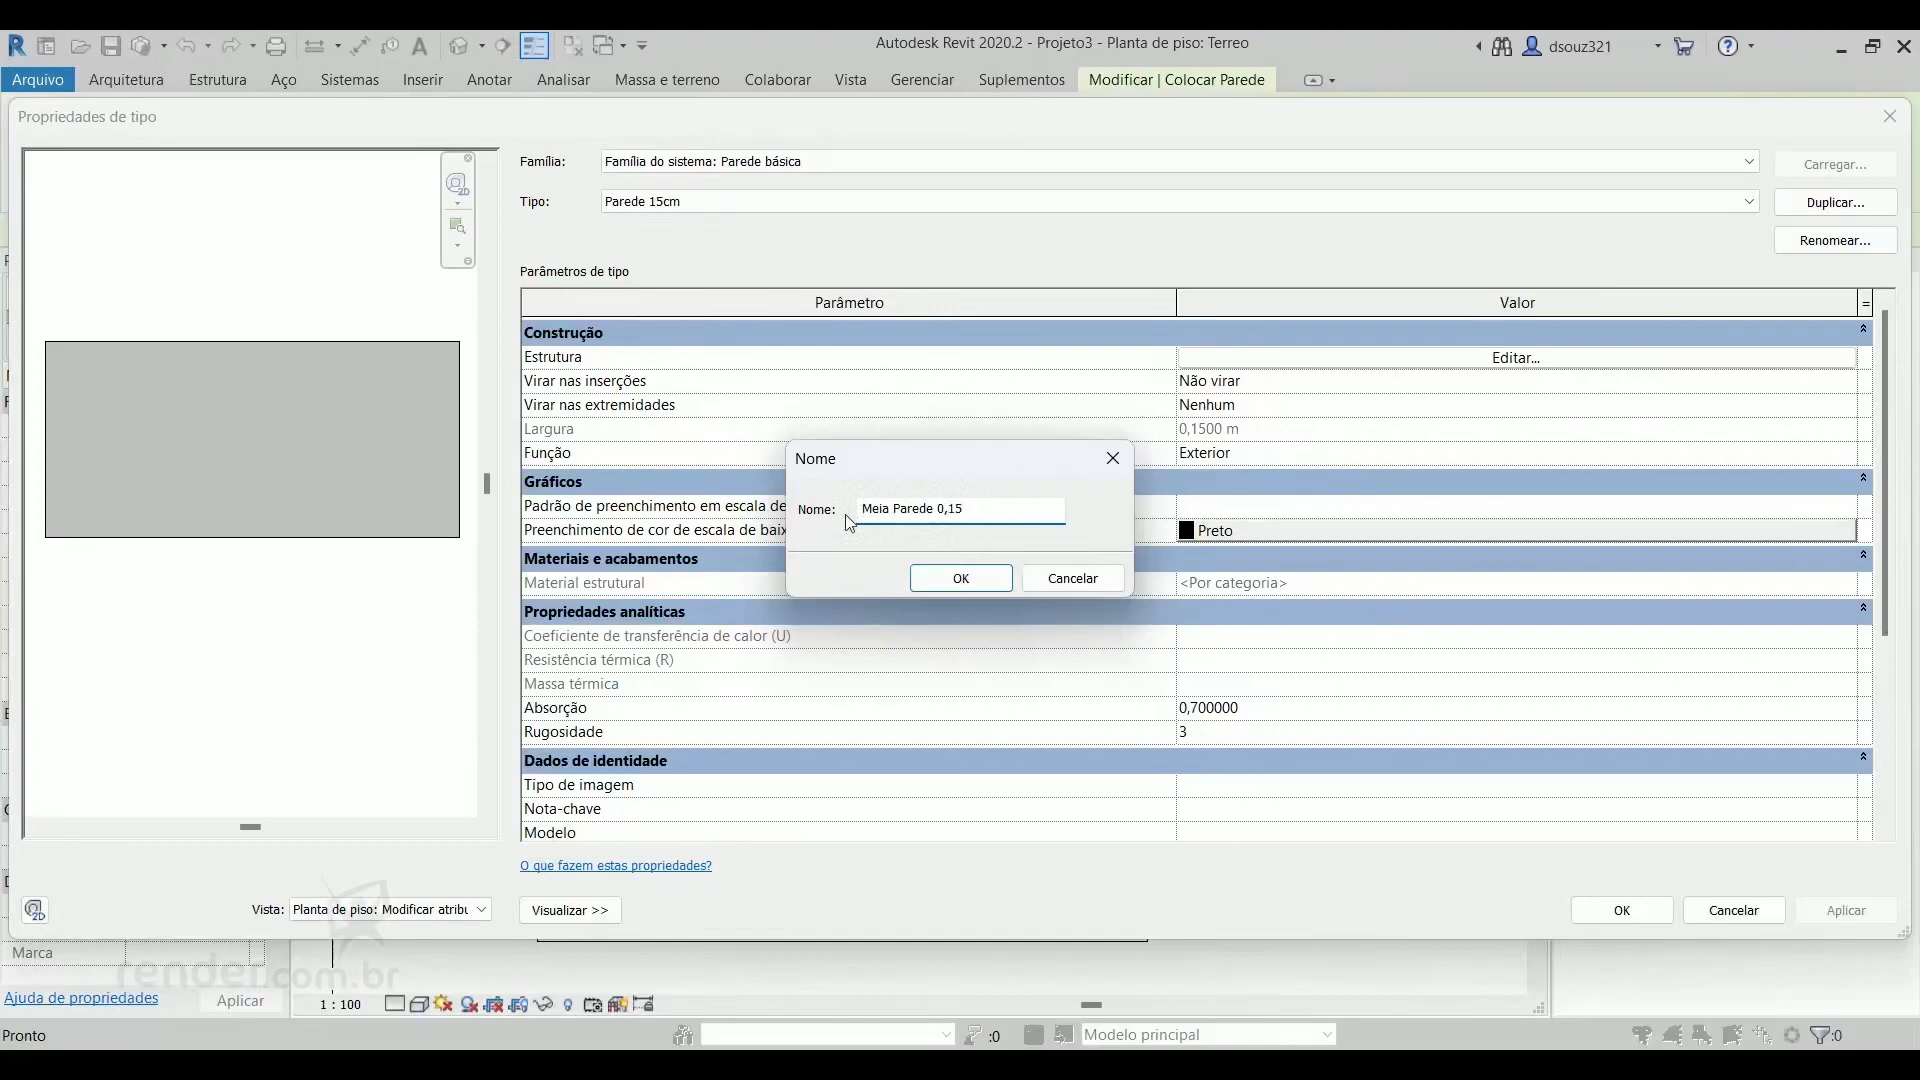 Autodesk Revit 2020.2 - Projeto3 - Planta de piso: Terreo
dsouz321
Arquivo Arquitetura Estrutura Aço Sistemas Inserir Anotar Analisar Massa e terreno Colaborar Vista Gerenciar Suplementos Modificar | Colocar Parede
Propriedades de tipo
Família: Família do sistema: Parede básica Carregar...
Tipo: Parede 15cm Duplicar...
Renomear...
Parâmetros de tipo
Parâmetro Valor =
Construção
Estrutura Editar...
Virar nas inserções Não virar
Virar nas extremidades Nenhum
Largura 0,1500 m
Função Exterior
Gráficos
Padrão de preenchimento em escala de
Preenchimento de cor de escala de baix Preto
Materiais e acabamentos
Material estrutural <Por categoria>
Propriedades analíticas
Coeficiente de transferência de calor (U)
Resistência térmica (R)
Massa térmica
Absorção 0,700000
Rugosidade 3
Dados de identidade
Tipo de imagem
Nota-chave
Modelo
Nome
Nome: Meia Parede 0,15
OK Cancelar
O que fazem estas propriedades?
Vista: Planta de piso: Modificar atribu Visualizar >> OK Cancelar Aplicar
Marca
render.com.br
Ajuda de propriedades Aplicar 1 : 100
Pronto :0 Modelo principal :0